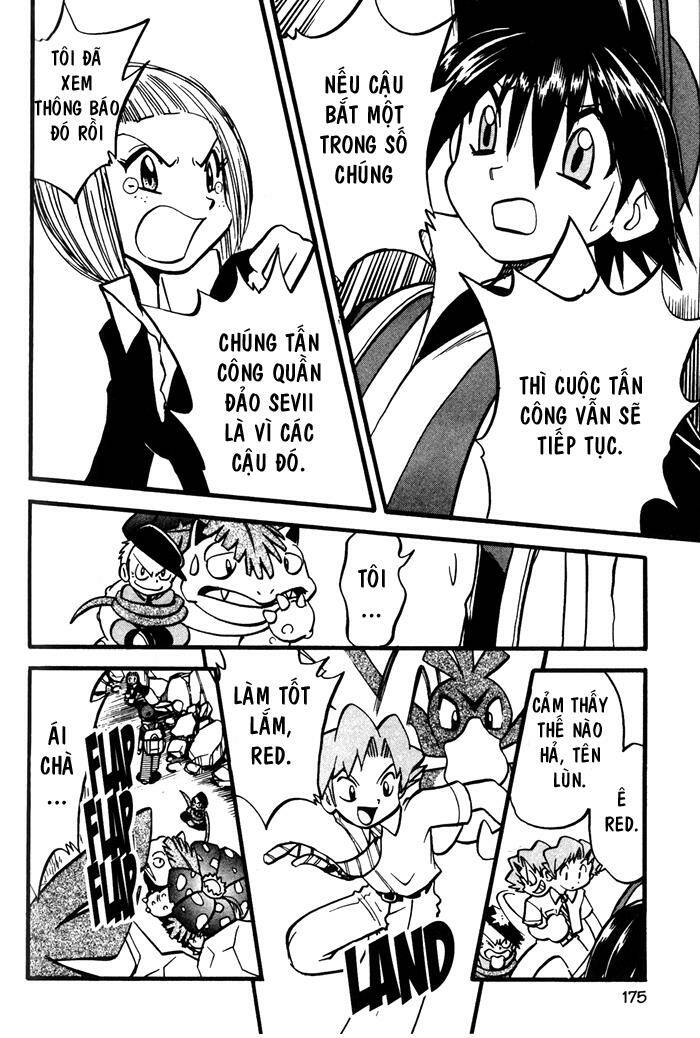 NẾU CẬU
BẮT MỘT
TRONG SỐ
CHÚNG
THÌ CUỘC TẤN
CÔNG VẪN SẼ
TIẾP TỤC.
TÔI ĐÃ
XEM
THÔNG BÁO
ĐÓ RỒI
CHÚNG TẤN
CÔNG QUẦN
ĐẢO SEVII
LÀ VÌ CÁC
CẬU ĐÓ.
TÔI
...
Ê
RED.
CẢM THẤY
THẾ NÀO
HẢ, TÊN
LÙN.
LÀM TỐT
LẮM,
RED.
LAND
FLAP
FLAP
FLAP
ÁI
CHÀ
...
175